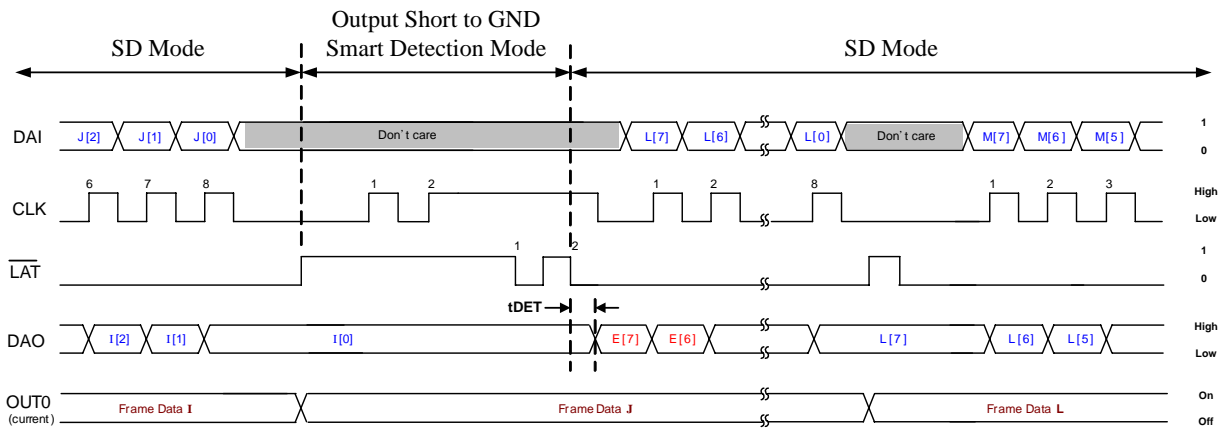 Output Short to GND
SD Mode Smart Detection Mode SD Mode
DAI J[2] J[1] J[0] Don't care L[7] L[6] L[0] Don't care M[7] M[6] M[5] 1
0
6 7 8 1 2 1 2 8 1 2 3
CLK High
Low
1 2
LAT 1
0
tDET
DAO I[2] I[1] I[0] E[7] E[6] L[7] L[6] L[5] High
Low
OUT0 Frame Data I Frame Data J Frame Data L On
(current) Off